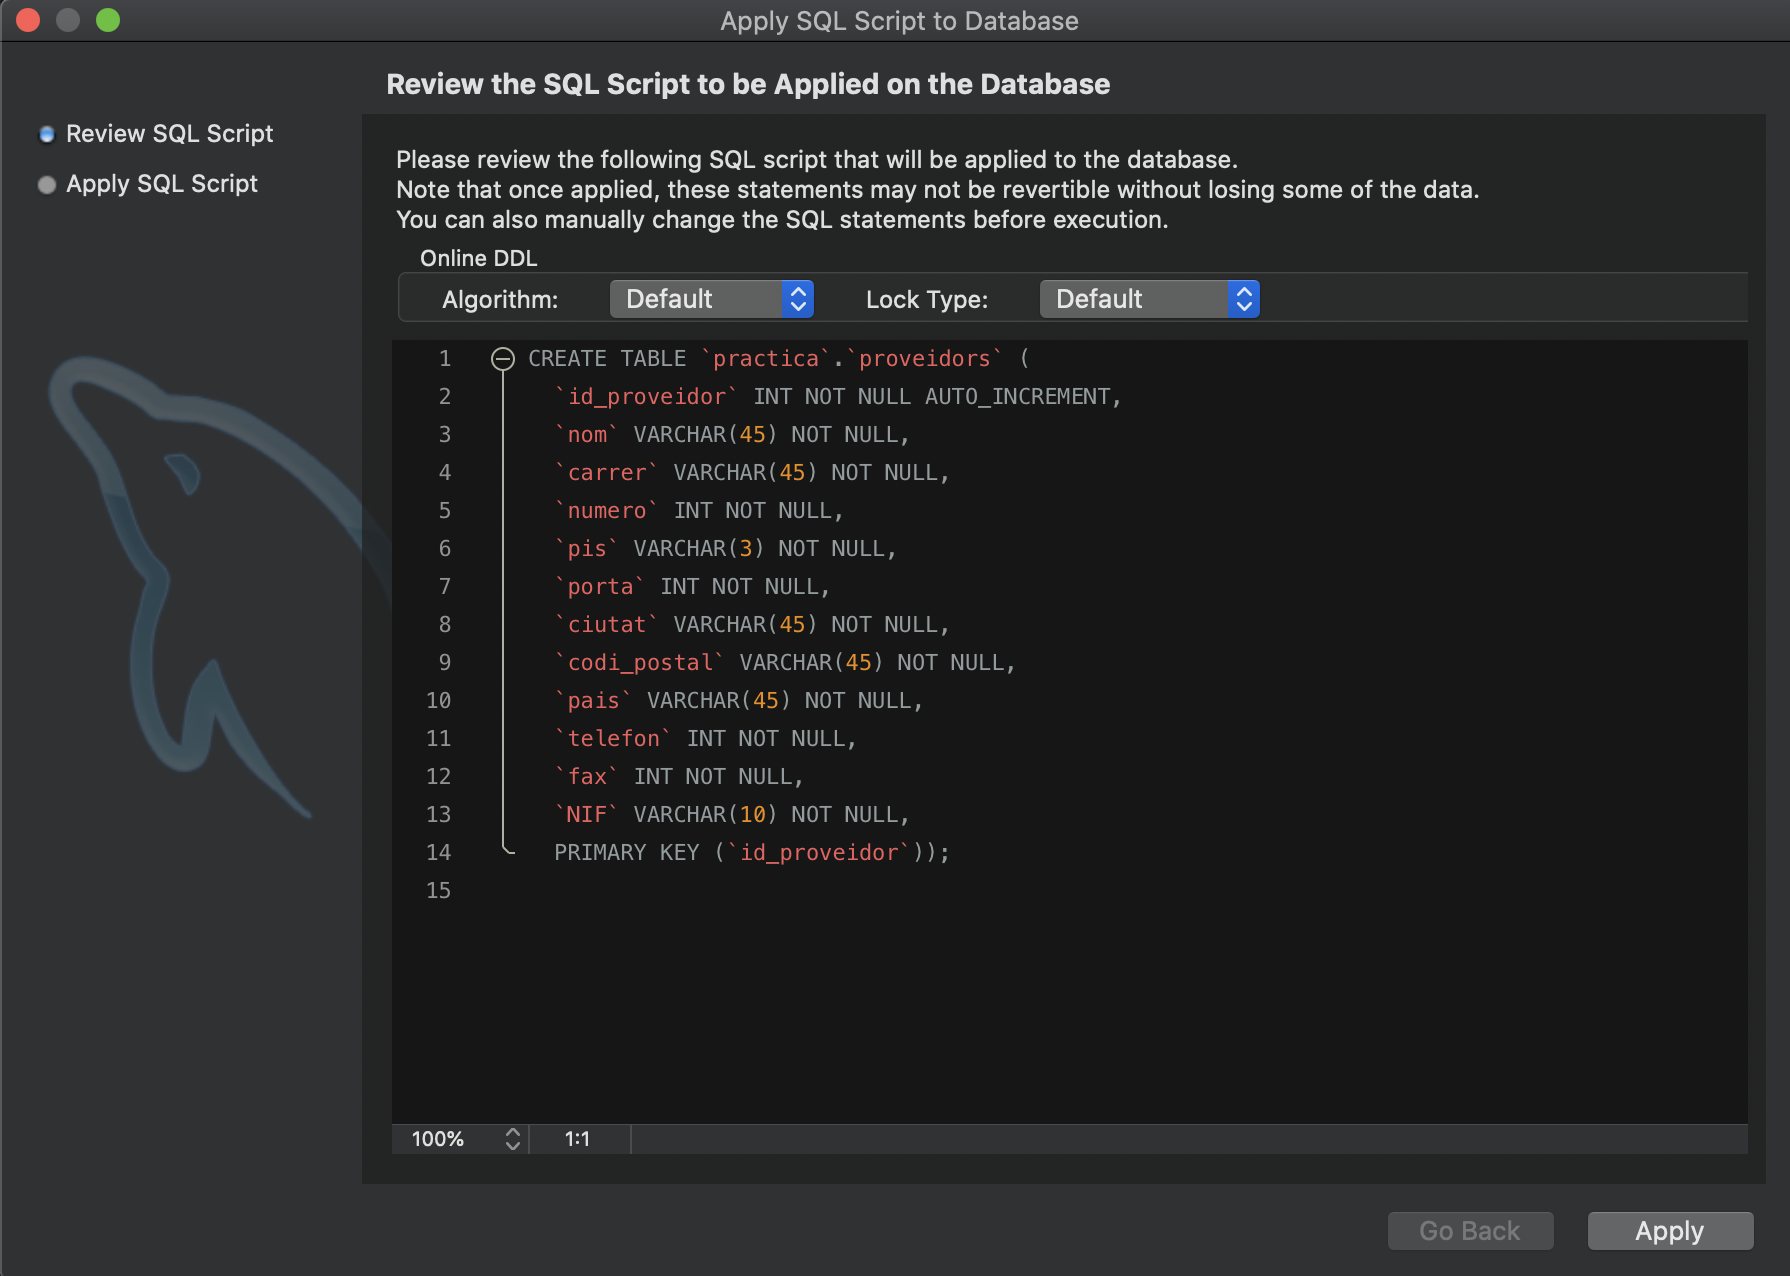 Apply SQL Script to Database
Review the SQL Script to be Applied on the Database
Review SQL Script
Apply SQL Script
Please review the following SQL script that will be applied to the database.
Note that once applied, these statements may not be revertible without losing some of the data.
You can also manually change the SQL statements before execution.
Online DDL
Algorithm: Default Lock Type: Default
1 CREATE TABLE `practica`.`proveidors` (
2 `id_proveidor` INT NOT NULL AUTO_INCREMENT,
3 `nom` VARCHAR(45) NOT NULL,
4 `carrer` VARCHAR(45) NOT NULL,
5 `numero` INT NOT NULL,
6 `pis` VARCHAR(3) NOT NULL,
7 `porta` INT NOT NULL,
8 `ciutat` VARCHAR(45) NOT NULL,
9 `codi_postal` VARCHAR(45) NOT NULL,
10 `pais` VARCHAR(45) NOT NULL,
11 `telefon` INT NOT NULL,
12 `fax` INT NOT NULL,
13 `NIF` VARCHAR(10) NOT NULL,
14 PRIMARY KEY (`id_proveidor`));
15
100% 1:1
Go Back Apply